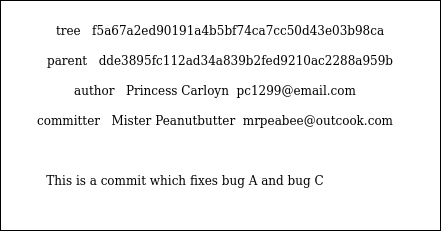 tree f5a67a2ed90191a4b5bf74ca7cc50d43e03b98ca
parent dde3895fc112ad34a839b2fed9210ac2288a959b
author Princess Carloyn pc1299@email.com
committer Mister Peanutbutter mrpeabee@outcook.com
This is a commit which fixes bug A and bug C